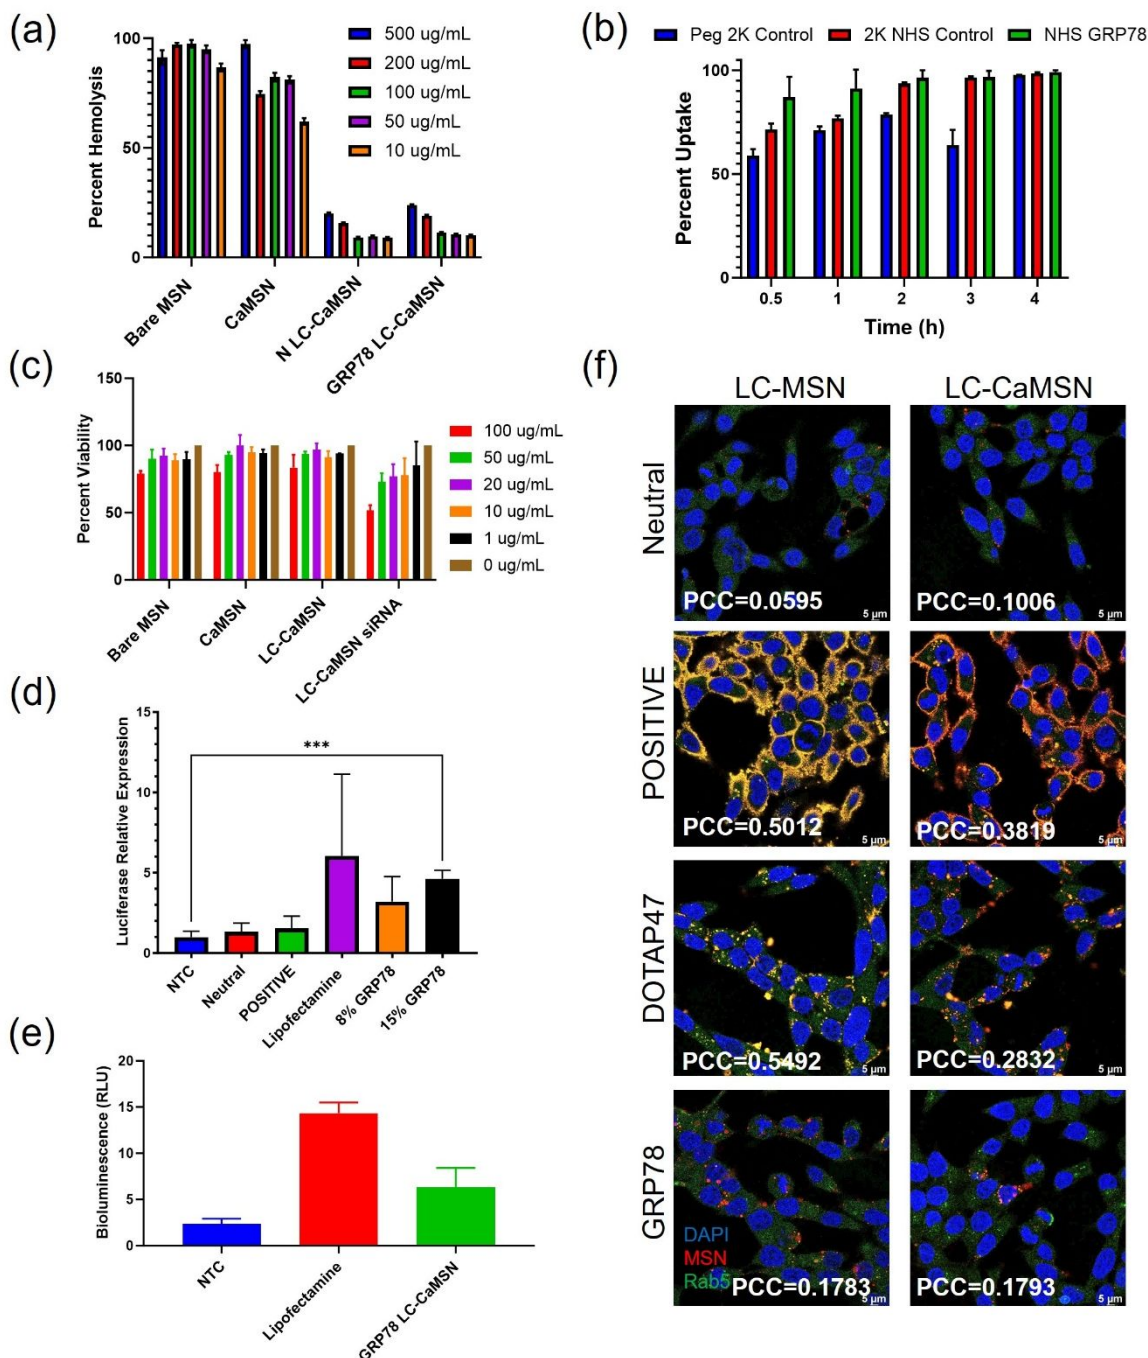 (a)
Percent Hemolysis
100
50
0
500 ug/mL
200 ug/mL
100 ug/mL
50 ug/mL
10 ug/mL
Bare MSN
CaMSN
N LC-CaMSN
GRP78 LC-CaMSN
(b)
Peg 2K Control
2K NHS Control
NHS GRP78
Percent Uptake
100
50
0
0.5
1
2
3
4
Time (h)
(c)
Percent Viability
150
100
50
0
100 ug/mL
50 ug/mL
20 ug/mL
10 ug/mL
1 ug/mL
0 ug/mL
Bare MSN
CaMSN
LC-CaMSN
LC-CaMSN siRNA
(d)
Luciferase Relative Expression
15
10
5
0
***
NTC
Neutral
POSITIVE
Lipofectamine
8% GRP78
15% GRP78
(e)
Bioluminescence (RLU)
20
15
10
5
0
NTC
Lipofectamine
GRP78 LC-CaMSN
(f)
LC-MSN
LC-CaMSN
Neutral
PCC=0.0595
5 µm
PCC=0.1006
5 µm
POSITIVE
PCC=0.5012
5 µm
PCC=0.3819
5 µm
DOTAP47
PCC=0.5492
5 µm
PCC=0.2832
5 µm
GRP78
DAPI
MSN
Rab5
PCC=0.1783
5 µm
PCC=0.1793
5 µm